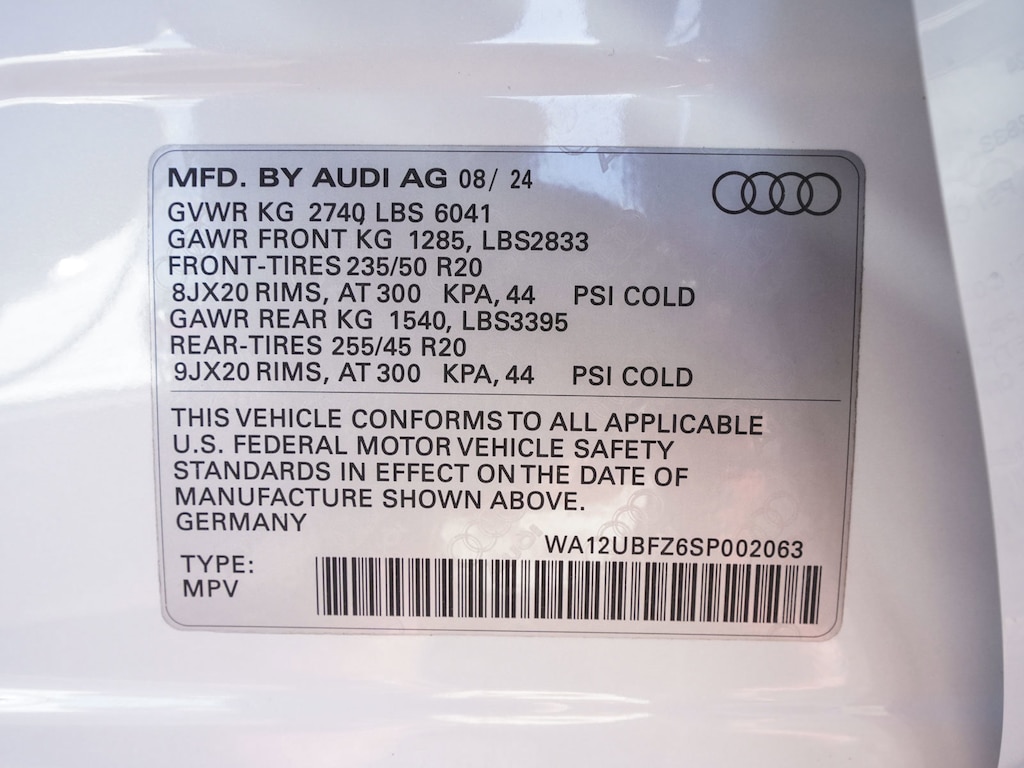 MFD. BY AUDI AG 08/ 24
GVWR KG 2740 LBS 6041
GAWR FRONT KG 1285, LBS2833
FRONT-TIRES 235/50 R20
8JX20 RIMS, AT 300 KPA, 44 PSI COLD
GAWR REAR KG 1540, LBS3395
REAR-TIRES 255/45 R20
9JX20 RIMS, AT 300 KPA, 44 PSI COLD
THIS VEHICLE CONFORMS TO ALL APPLICABLE
U.S. FEDERAL MOTOR VEHICLE SAFETY
STANDARDS IN EFFECT ON THE DATE OF
MANUFACTURE SHOWN ABOVE.
GERMANY
WA12UBFZ6SP002063
TYPE:
MPV